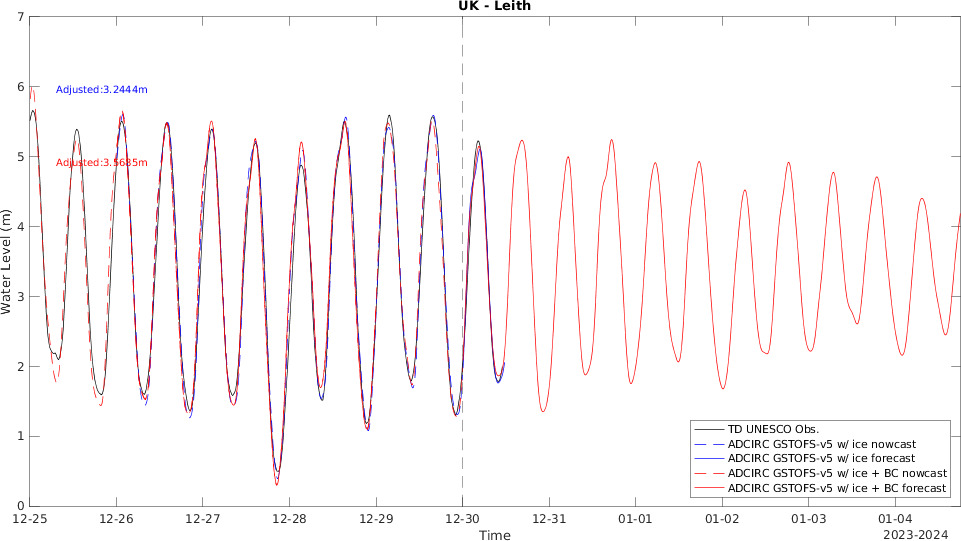 UK - Leith
7
6
5
4
3
2
1
0
Water Level (m)
Adjusted:3.2444m
Adjusted:3.5635m
TD UNESCO Obs.
ADCIRC GSTOFS-v5 w/ ice nowcast
ADCIRC GSTOFS-v5 w/ ice forecast
ADCIRC GSTOFS-v5 w/ ice + BC nowcast
ADCIRC GSTOFS-v5 w/ ice + BC forecast
12-25 12-26 12-27 12-28 12-29 12-30 12-31 01-01 01-02 01-03 01-04
Time
2023-2024